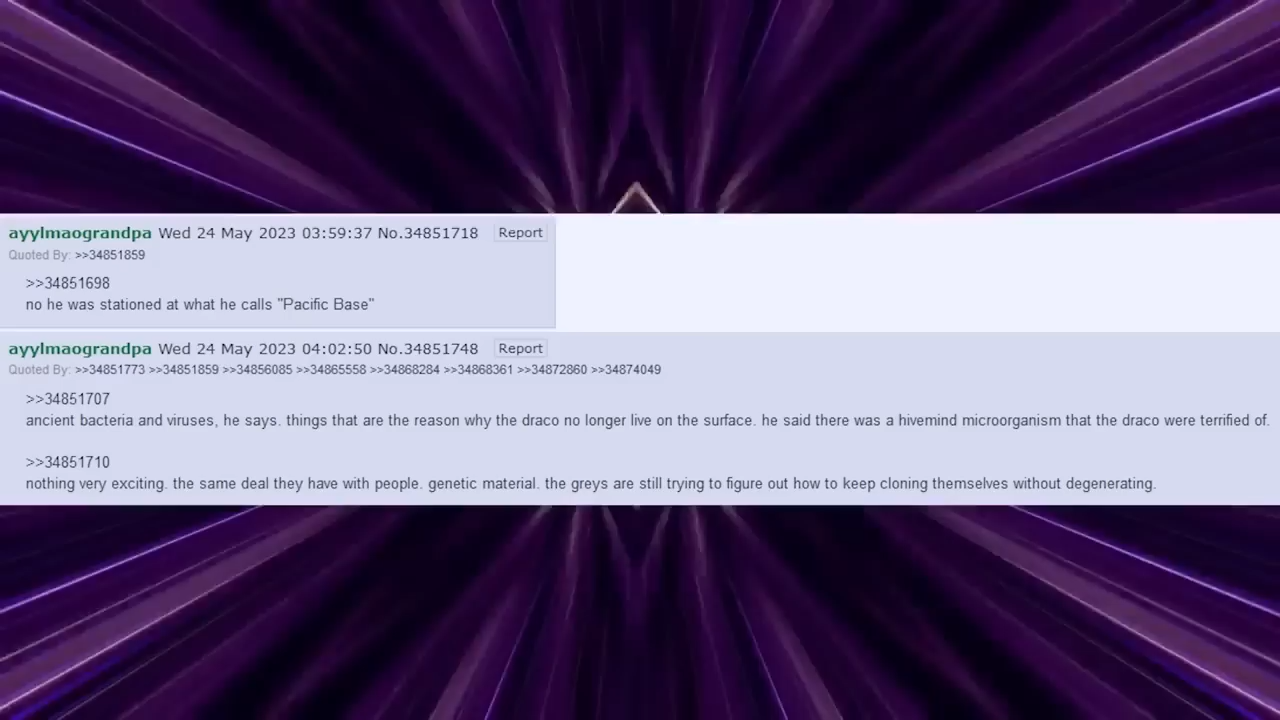 ayylmaograndpa Wed 24 May 2023 03:59:37 No.34851718 Report
Quoted By: >>34851859
>>34851698
no he was stationed at what he calls "Pacific Base"
ayylmaograndpa Wed 24 May 2023 04:02:50 No.34851748 Report
Quoted By: >>34851773 >>34851859 >>34856085 >>34865558 >>34868284 >>34868361 >>34872860 >>34874049
>>34851707
ancient bacteria and viruses, he says. things that are the reason why the draco no longer live on the surface. he said there was a hivemind microorganism that the draco were terrified of.
>>34851710
nothing very exciting. the same deal they have with people. genetic material. the greys are still trying to figure out how to keep cloning themselves without degenerating.